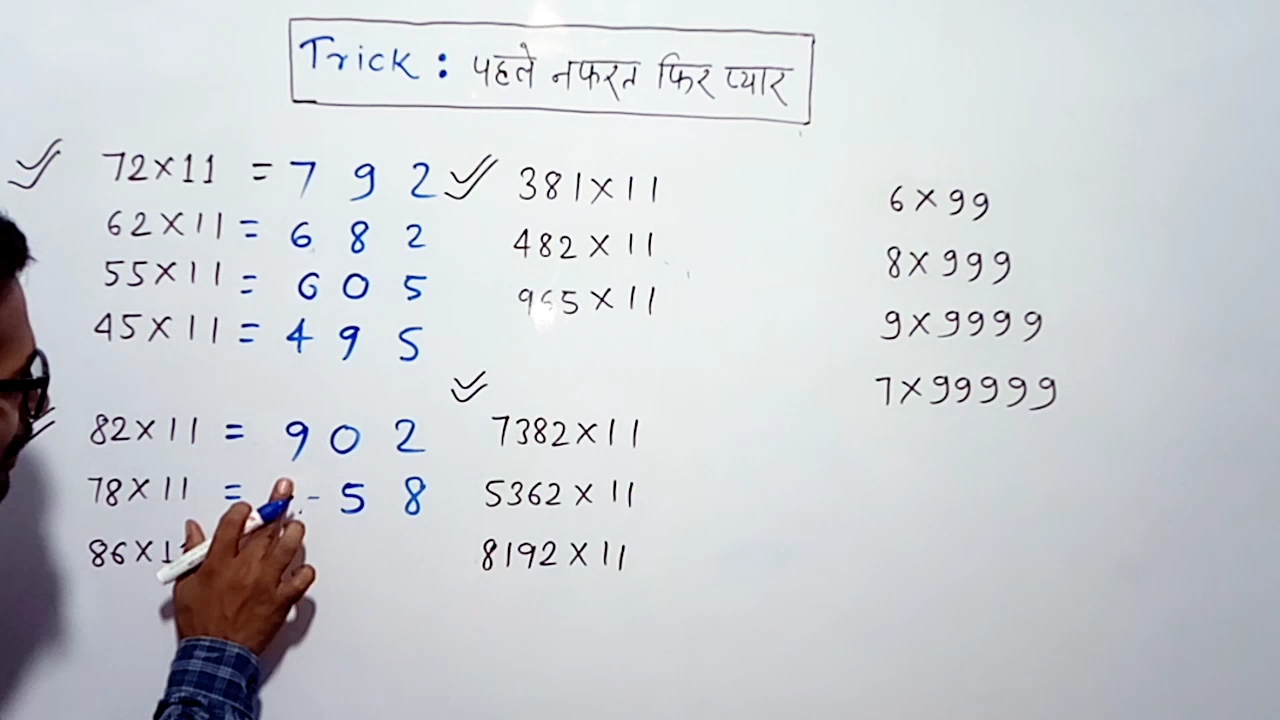 Trick : पहले नफरत फिर प्यार
72×11 = 7 9 2
62×11 = 6 8 2
55×11 = 6 0 5
45×11 = 4 9 5
82×11 = 9 0 2
78×11 = 5 8
86×1
381×11
482×11
965×11
7382×11
5362×11
8192×11
6×99
8×999
9×9999
7×99999